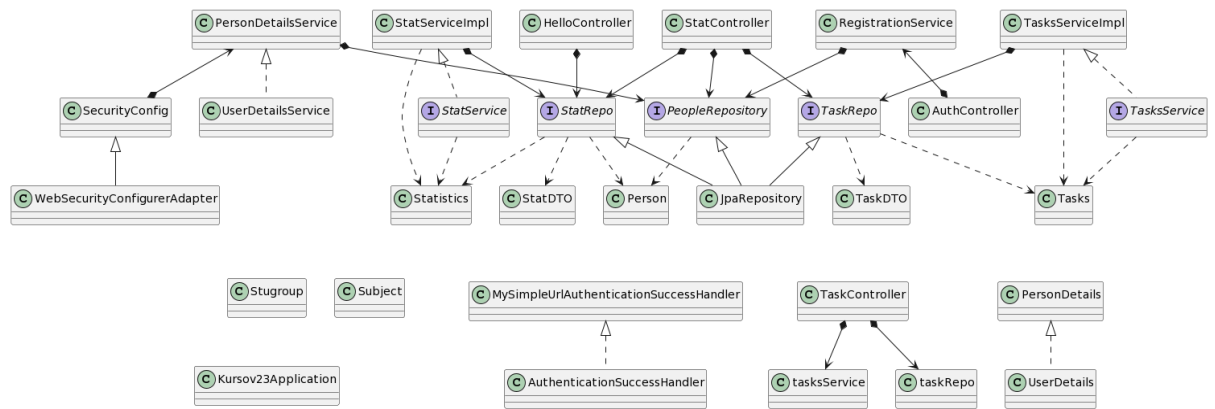 C PersonDetailsService
C StatServiceImpl
C HelloController
C StatController
C RegistrationService
C TasksServiceImpl
C SecurityConfig
C UserDetailsService
I StatService
I StatRepo
I PeopleRepository
I TaskRepo
C AuthController
I TasksService
C WebSecurityConfigurerAdapter
C Statistics
C StatDTO
C Person
C JpaRepository
C TaskDTO
C Tasks
C Stugroup
C Subject
C MySimpleUrlAuthenticationSuccessHandler
C TaskController
C PersonDetails
C Kursov23Application
C AuthenticationSuccessHandler
C tasksService
C taskRepo
C UserDetails